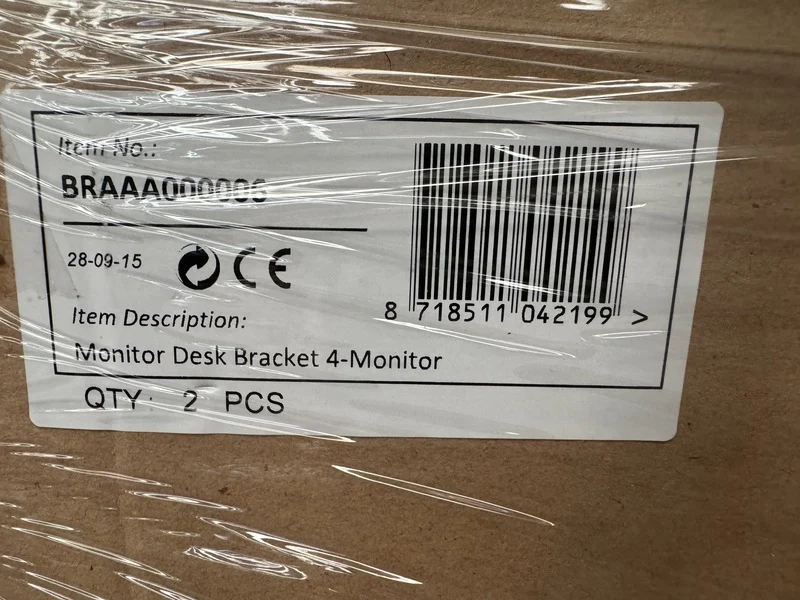 Item No.:
BRAAA000006
28-09-15 CE
Item Description:
Monitor Desk Bracket 4-Monitor
QTY: 2 PCS
8 718511 042199 >